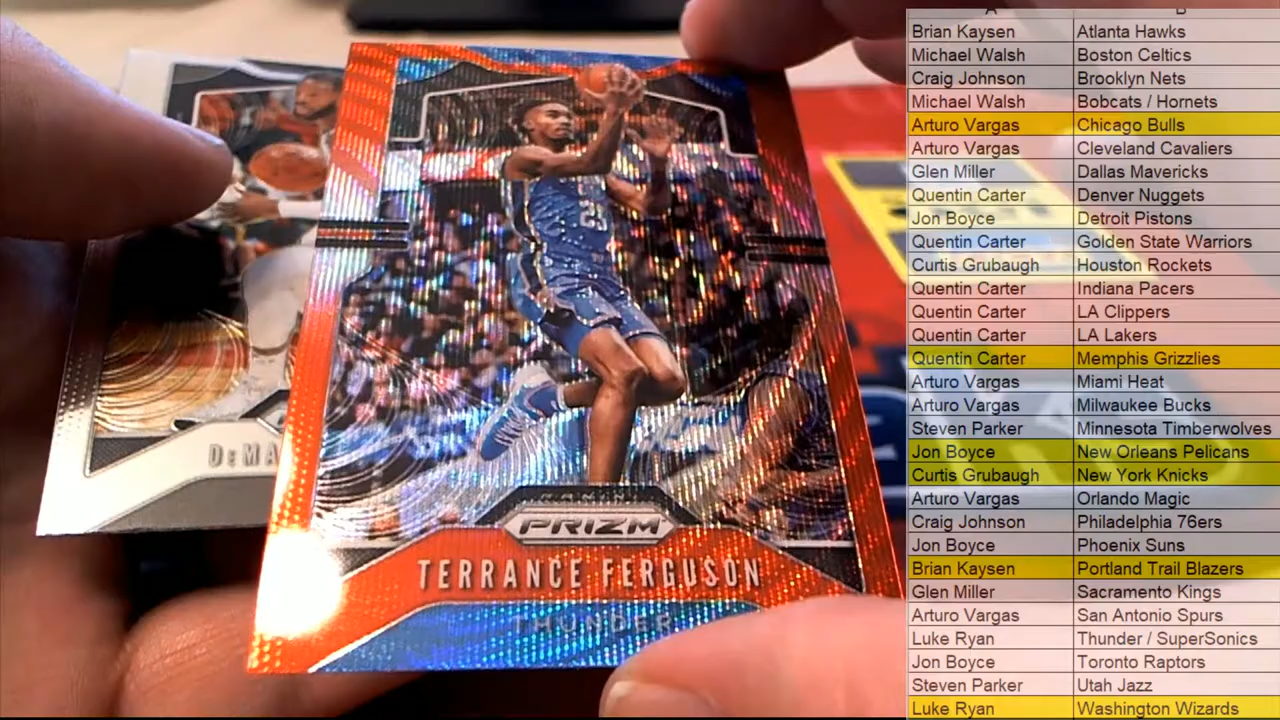 DeMA
23
PANINI
PRIZM
TERRANCE FERGUSON
THUNDER
A B
Brian Kaysen Atlanta Hawks
Michael Walsh Boston Celtics
Craig Johnson Brooklyn Nets
Michael Walsh Bobcats / Hornets
Arturo Vargas Chicago Bulls
Arturo Vargas Cleveland Cavaliers
Glen Miller Dallas Mavericks
Quentin Carter Denver Nuggets
Jon Boyce Detroit Pistons
Quentin Carter Golden State Warriors
Curtis Grubaugh Houston Rockets
Quentin Carter Indiana Pacers
Quentin Carter LA Clippers
Quentin Carter LA Lakers
Quentin Carter Memphis Grizzlies
Arturo Vargas Miami Heat
Arturo Vargas Milwaukee Bucks
Steven Parker Minnesota Timberwolves
Jon Boyce New Orleans Pelicans
Curtis Grubaugh New York Knicks
Arturo Vargas Orlando Magic
Craig Johnson Philadelphia 76ers
Jon Boyce Phoenix Suns
Brian Kaysen Portland Trail Blazers
Glen Miller Sacramento Kings
Arturo Vargas San Antonio Spurs
Luke Ryan Thunder / SuperSonics
Jon Boyce Toronto Raptors
Steven Parker Utah Jazz
Luke Ryan Washington Wizards